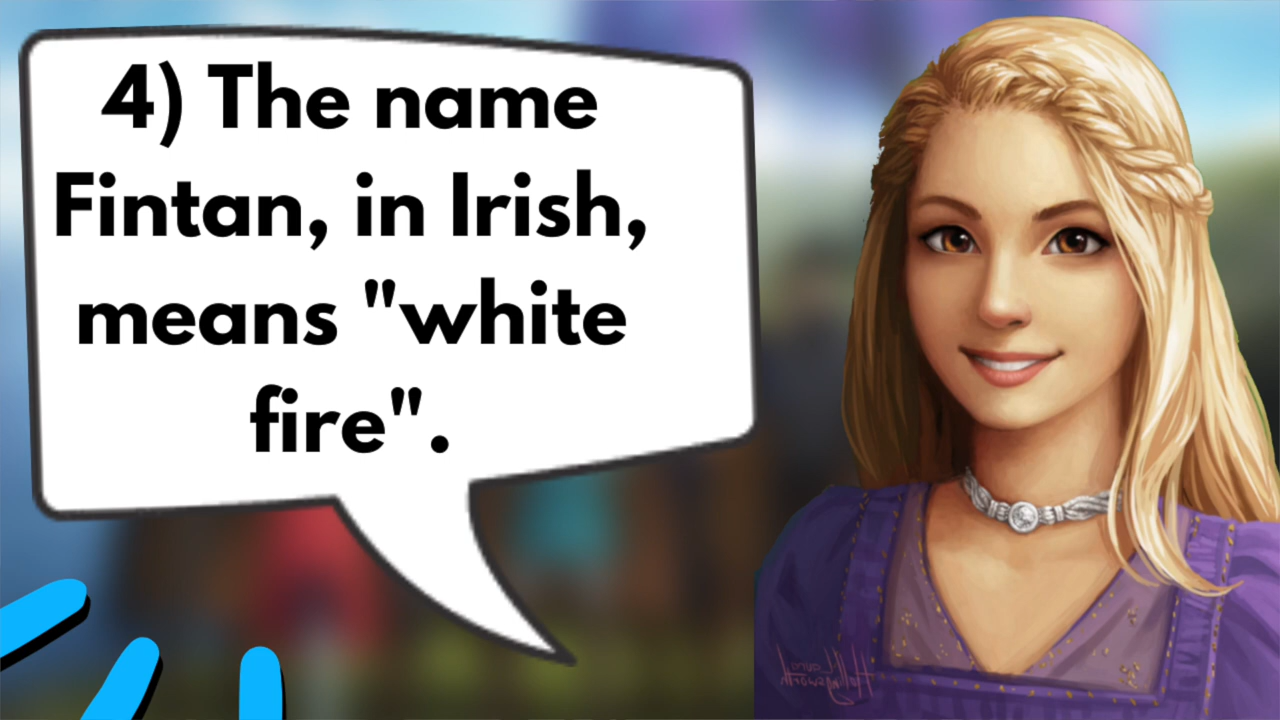 4) The name
Fintan, in Irish,
means "white
fire".